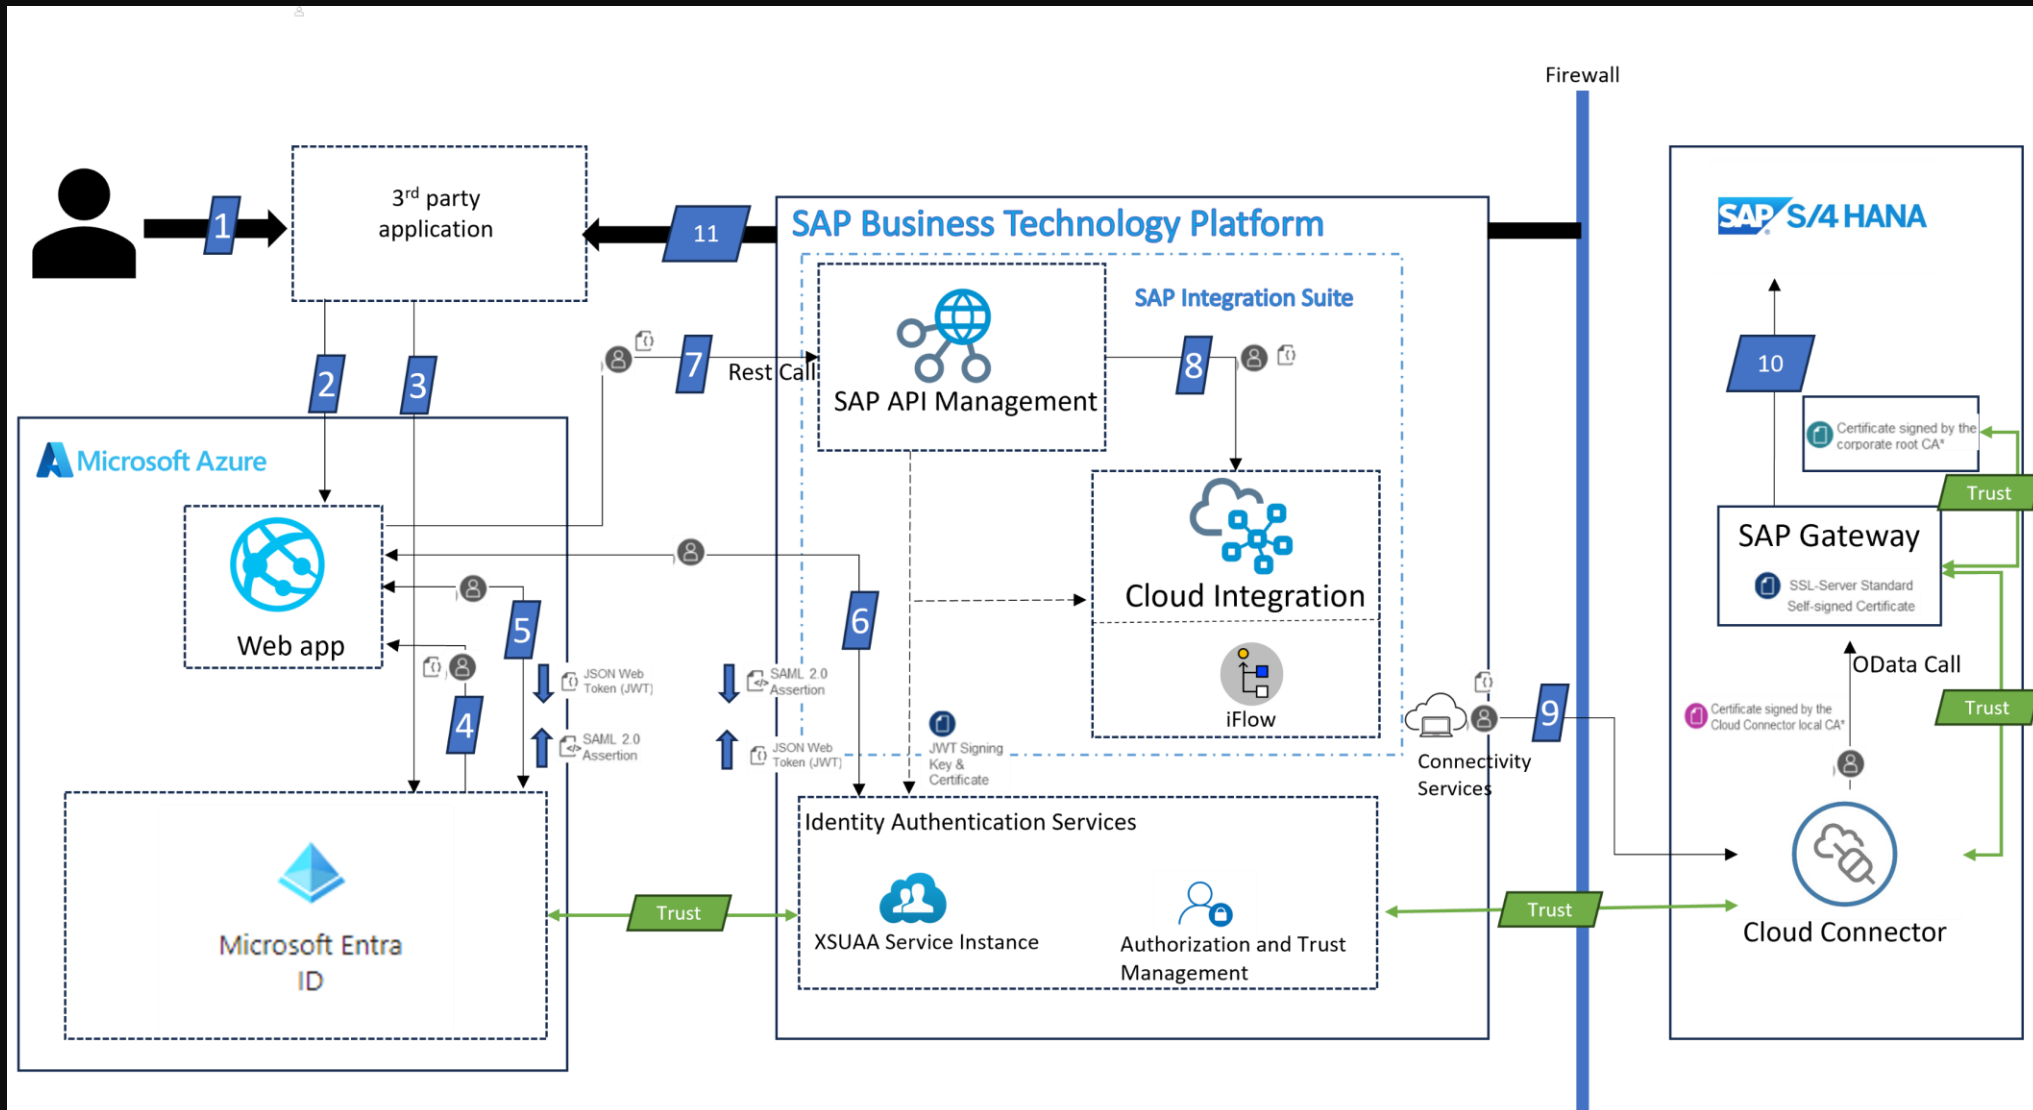 Firewall
3rd party
application
1
11
SAP Business Technology Platform
SAP S/4 HANA
SAP Integration Suite
2
3
7
Rest Call
SAP API Management
8
10
Microsoft Azure
Certificate signed by the
corporate root CA*
Trust
Web app
5
6
4
JSON Web
Token (JWT)
SAML 2.0
Assertion
SAML 2.0
Assertion
JSON Web
Token (JWT)
Cloud Integration
iFlow
JWT Signing
Key &
Certificate
SAP Gateway
SSL-Server Standard
Self-signed Certificate
OData Call
Certificate signed by the
Cloud Connector local CA*
Trust
9
Connectivity
Services
Identity Authentication Services
Microsoft Entra
ID
Trust
XSUAA Service Instance
Authorization and Trust
Management
Trust
Cloud Connector